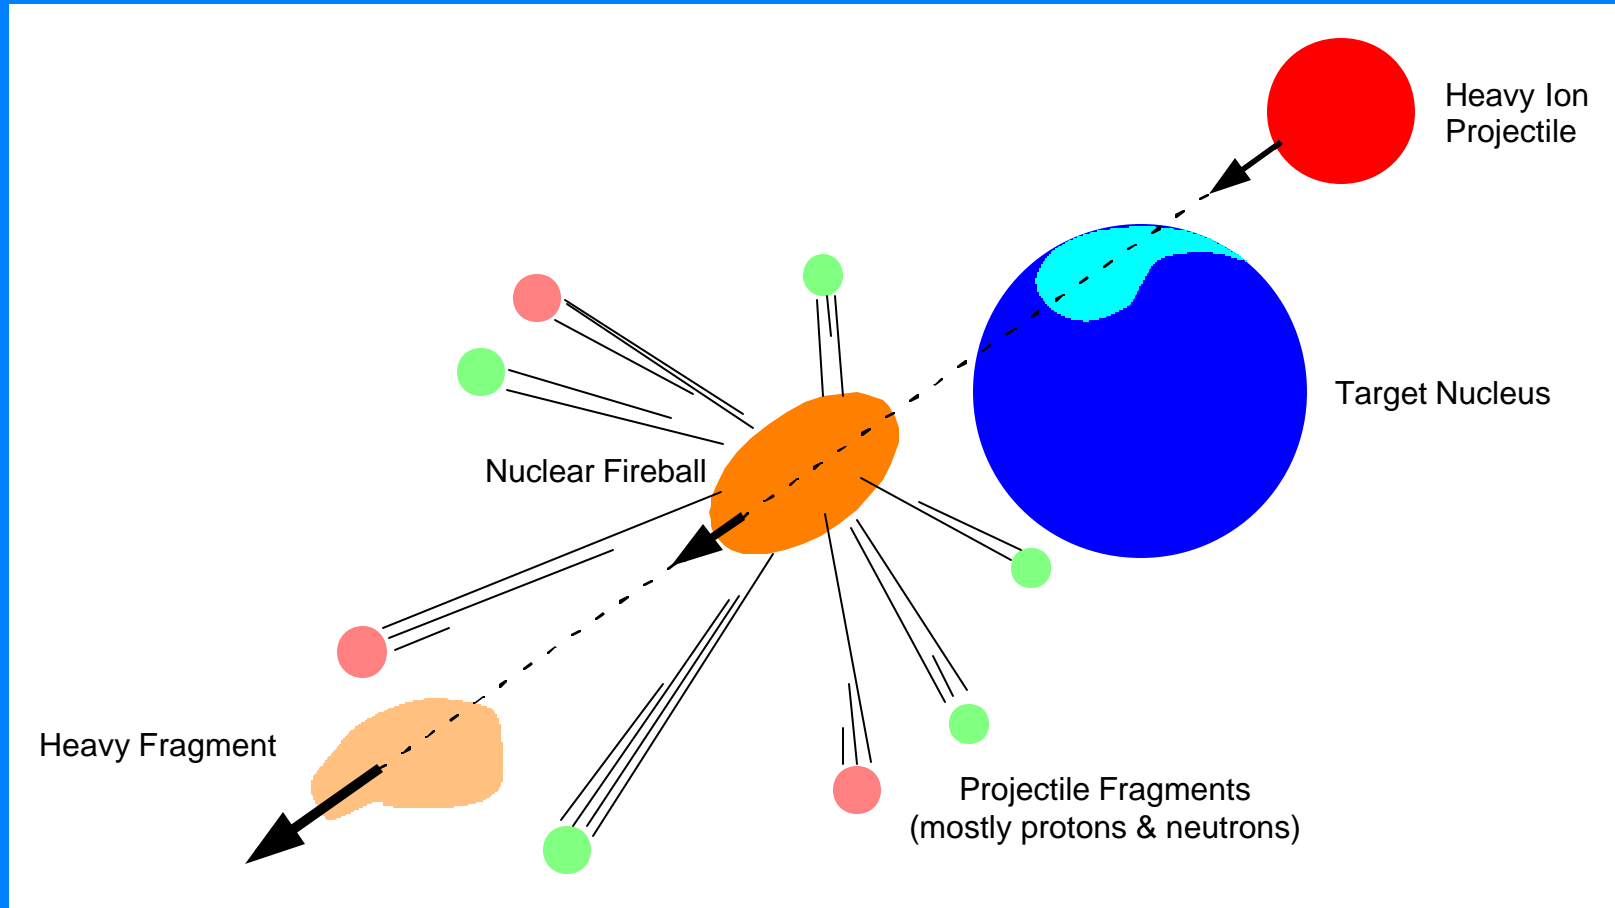 Heavy Ion
Projectile
Target Nucleus
Nuclear Fireball
Heavy Fragment
Projectile Fragments
(mostly protons & neutrons)